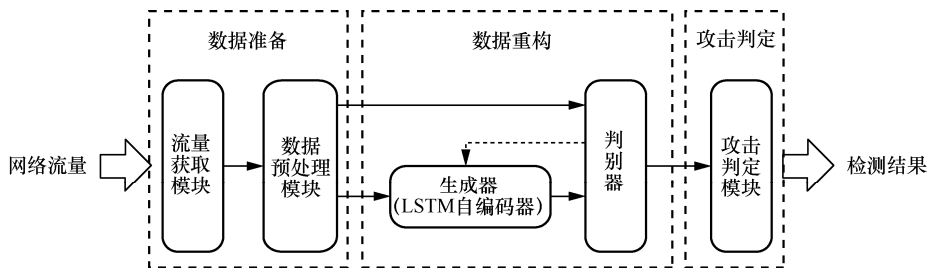 数据准备
数据重构
攻击判定
网络流量
流量
获取
模块
数据
预处理
模块
生成器
(LSTM自编码器)
判
别
器
攻击
判定
模块
检测结果